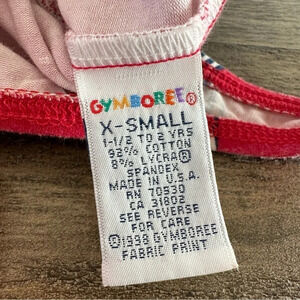 GYMBOREE®
X-SMALL
1-1/2 TO 2 YRS
92% COTTON
8% LYCRA®
SPANDEX
MADE IN U.S.A.
RN 70530
CA 31802
SEE REVERSE
FOR CARE
©1998 GYMBOREE
FABRIC PRINT